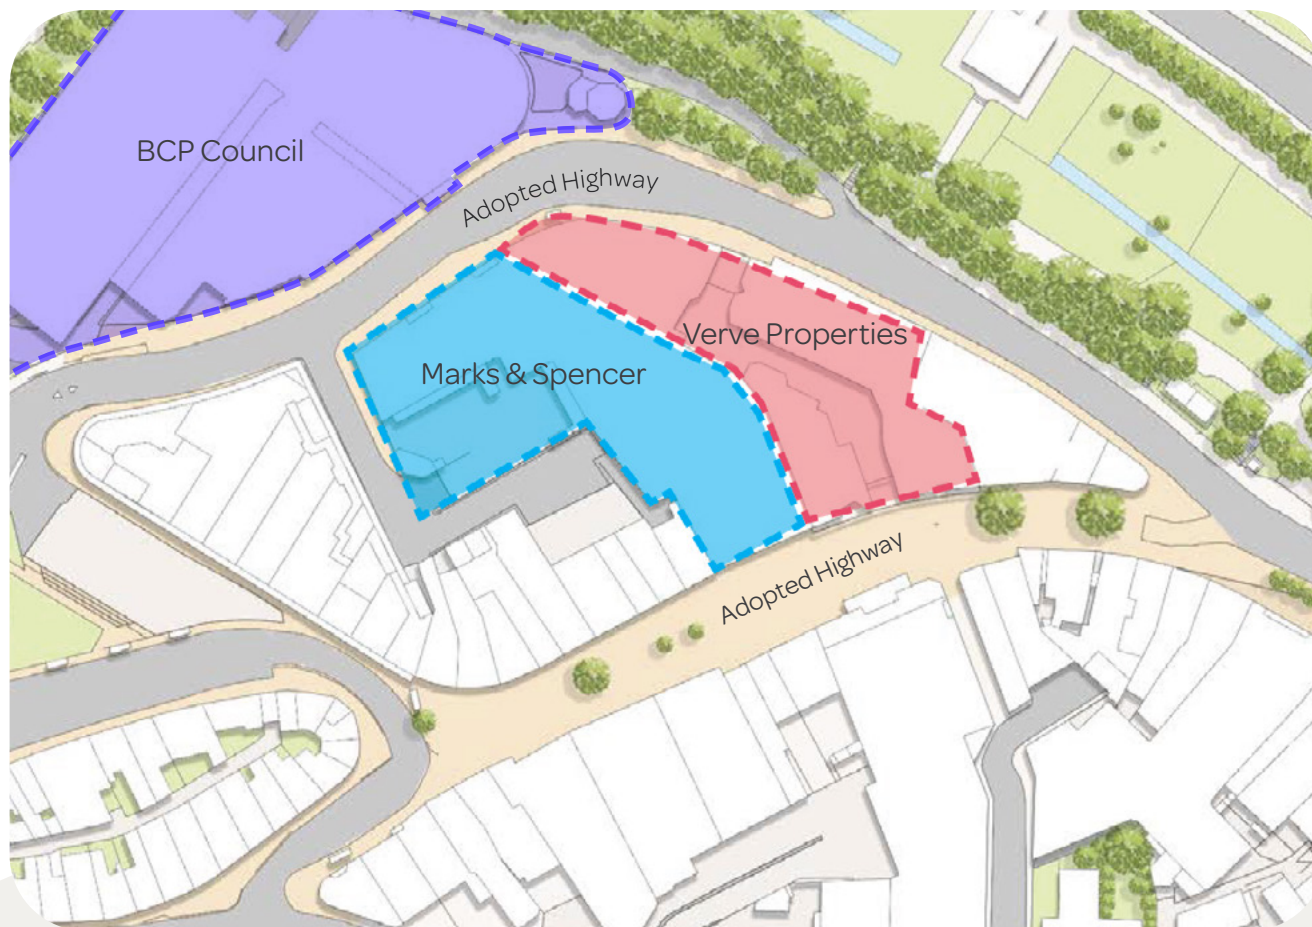 BCP Council
Adopted Highway
Verve Properties
Marks & Spencer
Adopted Highway